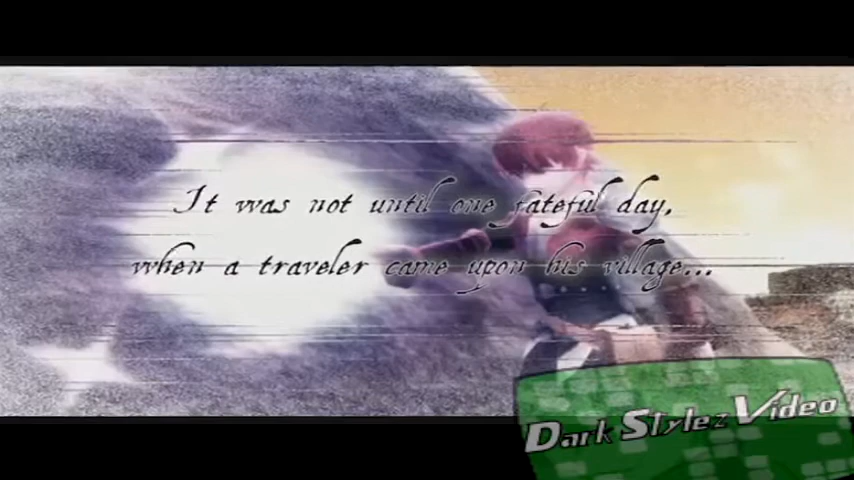 It was not until one fateful day,
when a traveler came upon his village...
Dark Stylez Video